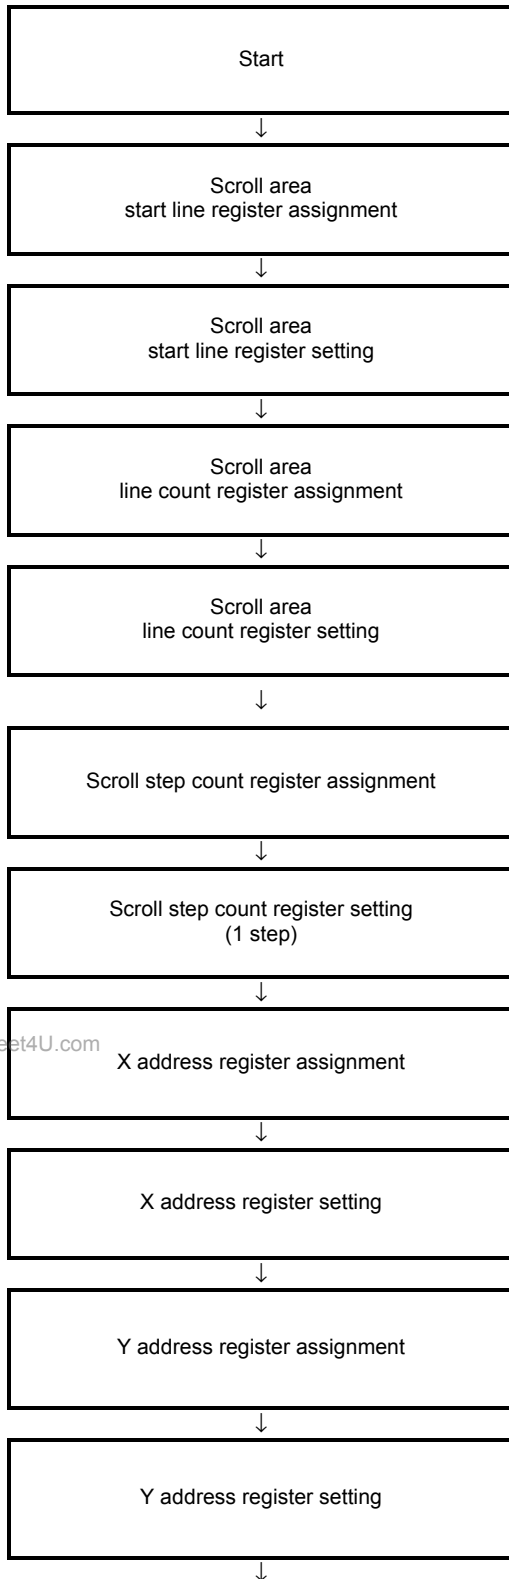 Start
↓
Scroll area
start line register assignment
↓
Scroll area
start line register setting
↓
Scroll area
line count register assignment
↓
Scroll area
line count register setting
↓
Scroll step count register assignment
↓
Scroll step count register setting
(1 step)
↓
eet4U.com
X address register assignment
↓
X address register setting
↓
Y address register assignment
↓
Y address register setting
↓